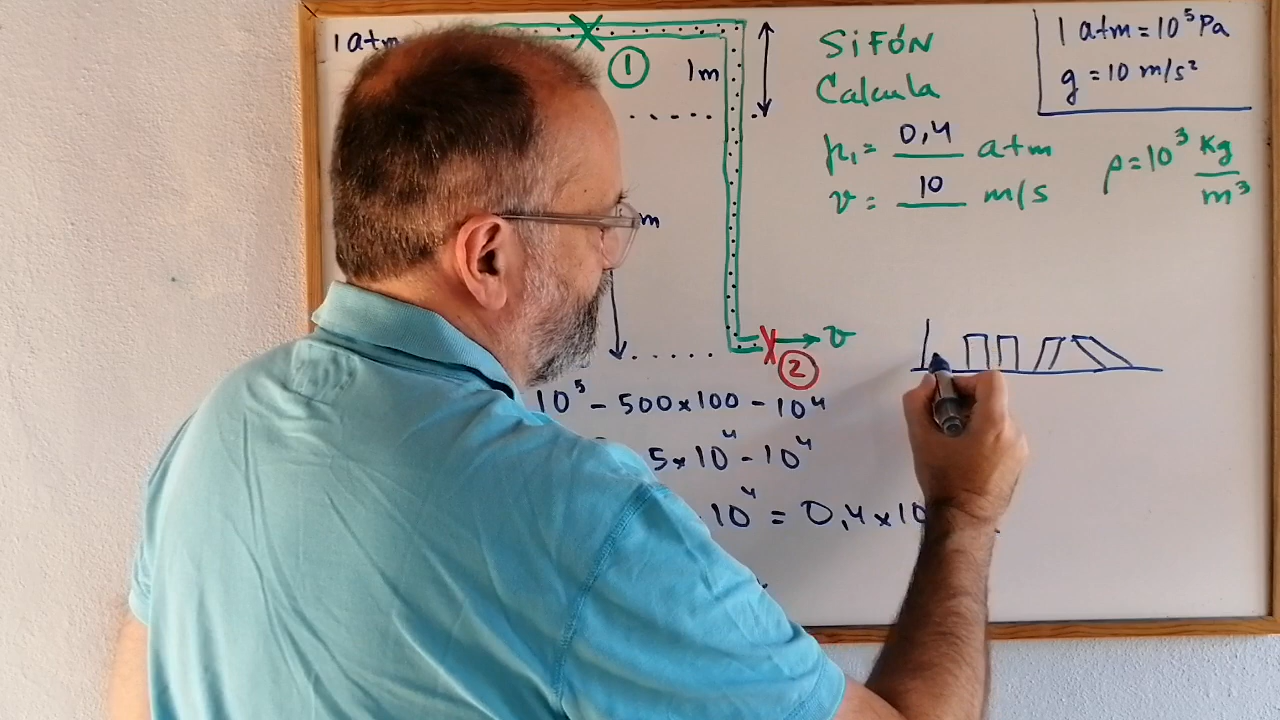 1 atm
1
1m
m
v
2
SIFÓN
Calcula
p₁ = 0,4 atm
v = 10 m/s
1 atm = 10⁵ Pa
g = 10 m/s²
ρ = 10³ Kg/m³
10⁵ - 500 x 100 - 10⁴
5 x 10⁴ - 10⁴
10⁴ = 0,4 x 10